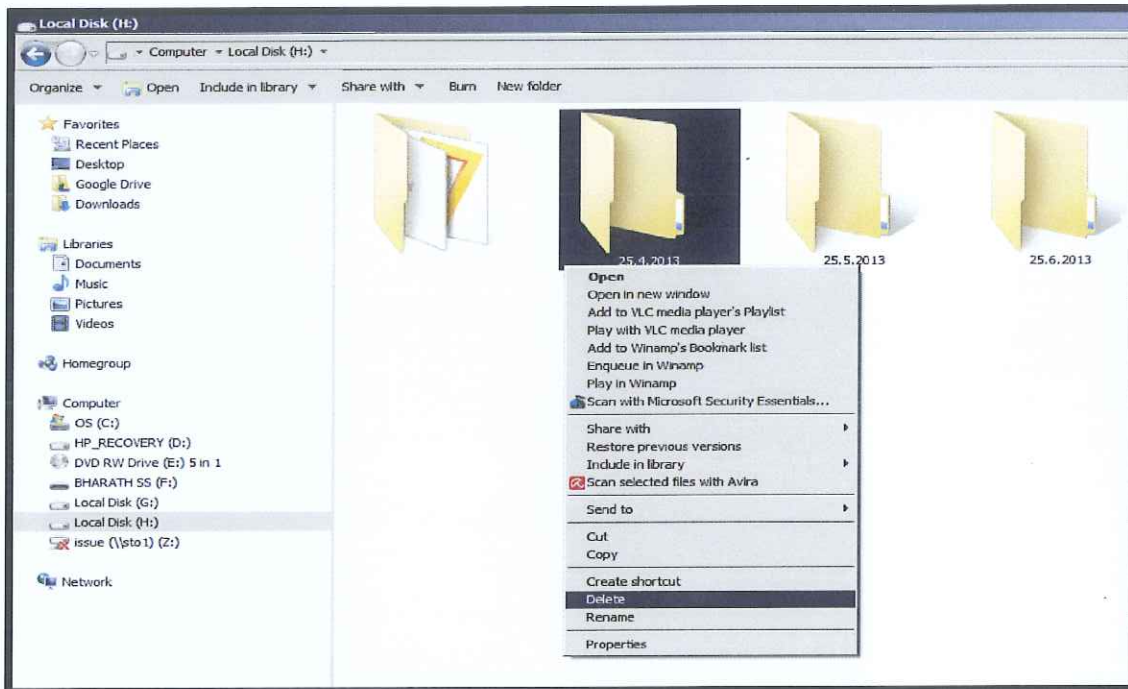 Local Disk (H:)
Computer Local Disk (H:)
Organize Open Include in library Share with Burn New folder
Favorites
Recent Places
Desktop
Google Drive
Downloads
Libraries
Documents
Music
Pictures
Videos
Homegroup
Computer
OS (C:)
HP_RECOVERY (D:)
DVD RW Drive (E:) 5 in 1
BHARATH SS (F:)
Local Disk (G:)
Local Disk (H:)
issue (\\sto1) (Z:)
Network
25.4.2013
25.5.2013
25.6.2013
Open
Open in new window
Add to VLC media player's Playlist
Play with VLC media player
Add to Winamp's Bookmark list
Enqueue in Winamp
Play in Winamp
Scan with Microsoft Security Essentials...
Share with
Restore previous versions
Include in library
Scan selected files with Avira
Send to
Cut
Copy
Create shortcut
Delete
Rename
Properties